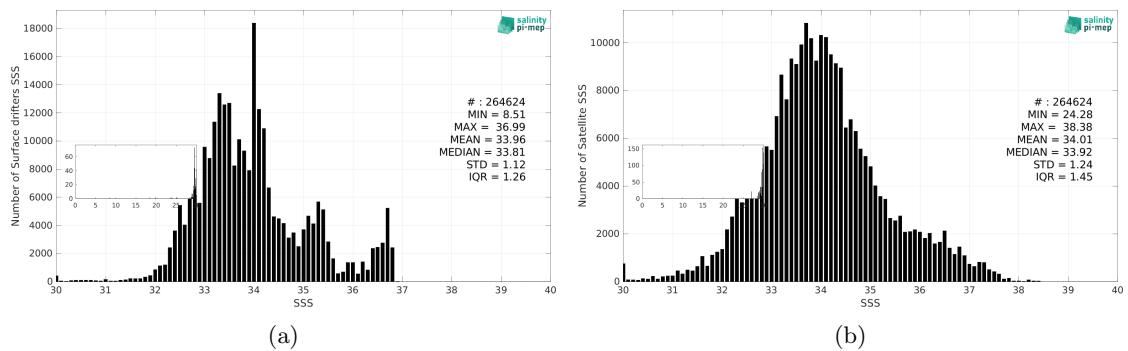 18000
16000
14000
12000
10000
8000
6000
4000
2000
0
Number of Surface drifters SSS
60
40
20
0
0 5 10 15 20 25
30 31 32 33 34 35 36 37 38 39 40
SSS
salinity
pi-mep
# : 264624
MIN = 8.51
MAX = 36.99
MEAN = 33.96
MEDIAN = 33.81
STD = 1.12
IQR = 1.26
(a)
10000
8000
6000
4000
2000
0
Number of Satellite SSS
150
100
50
0
0 5 10 15 20
30 31 32 33 34 35 36 37 38 39 40
SSS
salinity
pi-mep
# : 264624
MIN = 24.28
MAX = 38.38
MEAN = 34.01
MEDIAN = 33.92
STD = 1.24
IQR = 1.45
(b)